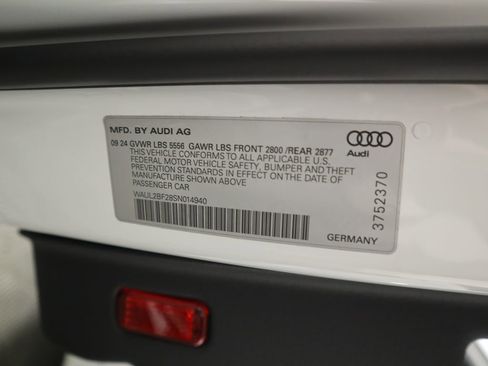 MFD. BY AUDI AG
09 24 GVWR LBS 5556 GAWR LBS FRONT 2800 /REAR 2877
THIS VEHICLE CONFORMS TO ALL APPLICABLE U.S.
FEDERAL MOTOR VEHICLE SAFETY, BUMPER AND THEFT
PREVENTION STANDARDS IN EFFECT ON THE DATE OF
MANUFACTURE SHOWN ABOVE
PASSENGER CAR
WAUL2BF28SN014940
Audi
3752370
GERMANY